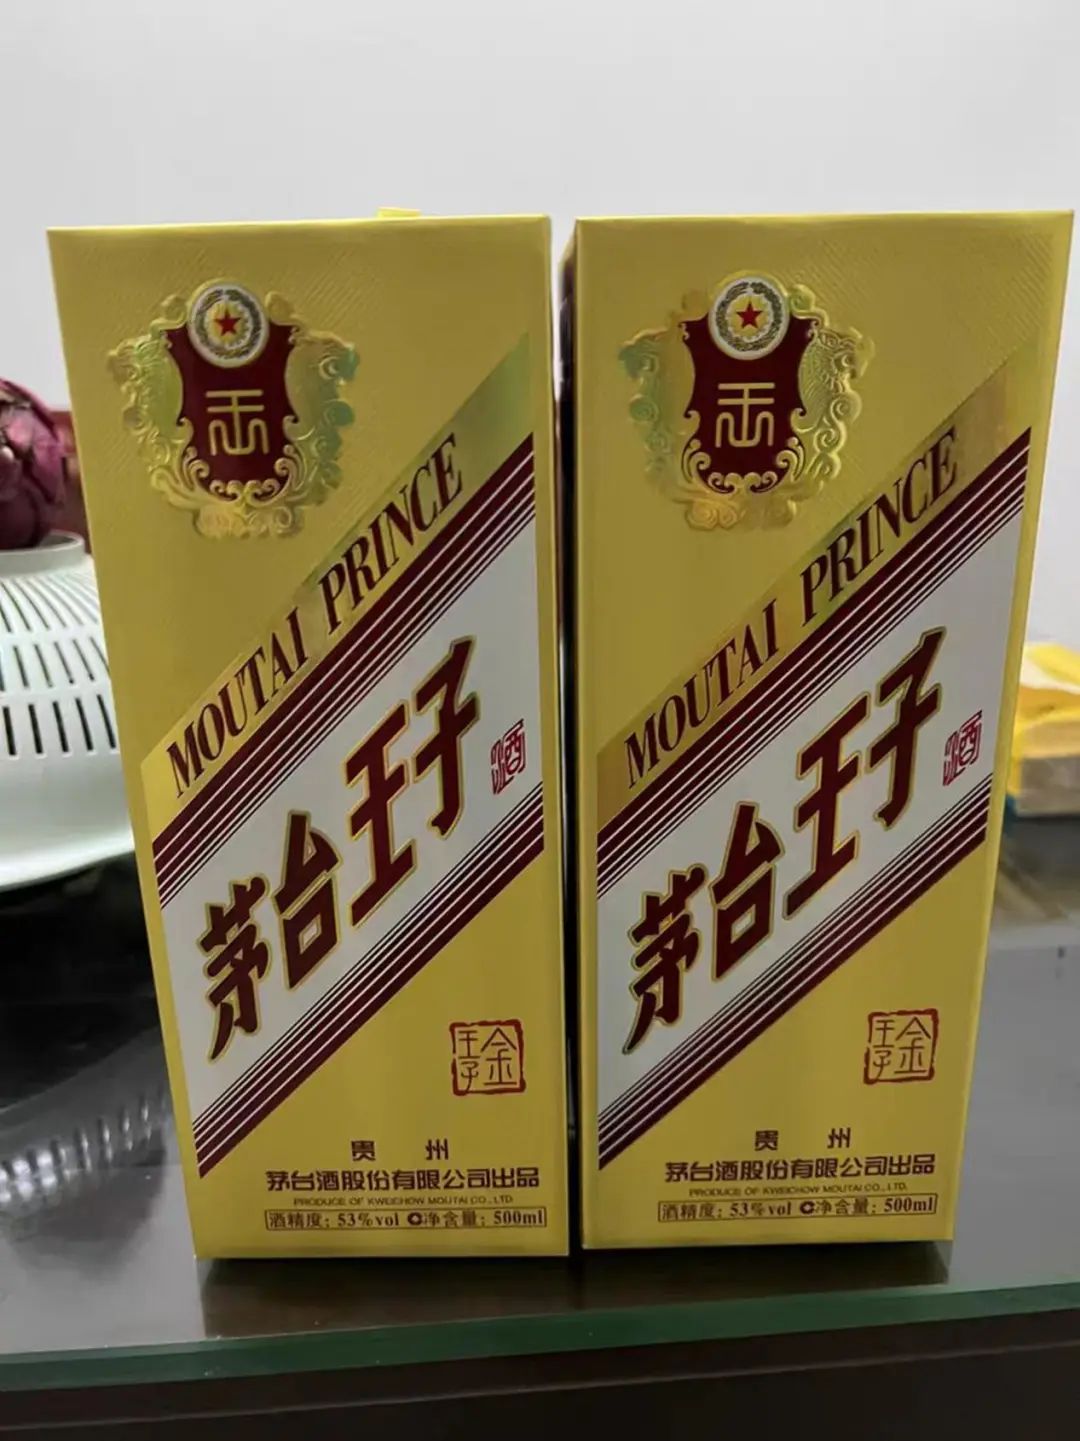 MOUTAI PRINCE
茅台王子酒
金王子
贵州
茅台酒股份有限公司出品
PRODUCE OF KWEICHOW MOUTAI CO., LTD.
酒精度：53%vol 净含量：500ml
MOUTAI PRINCE
茅台王子酒
金王子
贵州
茅台酒股份有限公司出品
PRODUCE OF KWEICHOW MOUTAI CO., LTD.
酒精度：53%vol 净含量：500ml